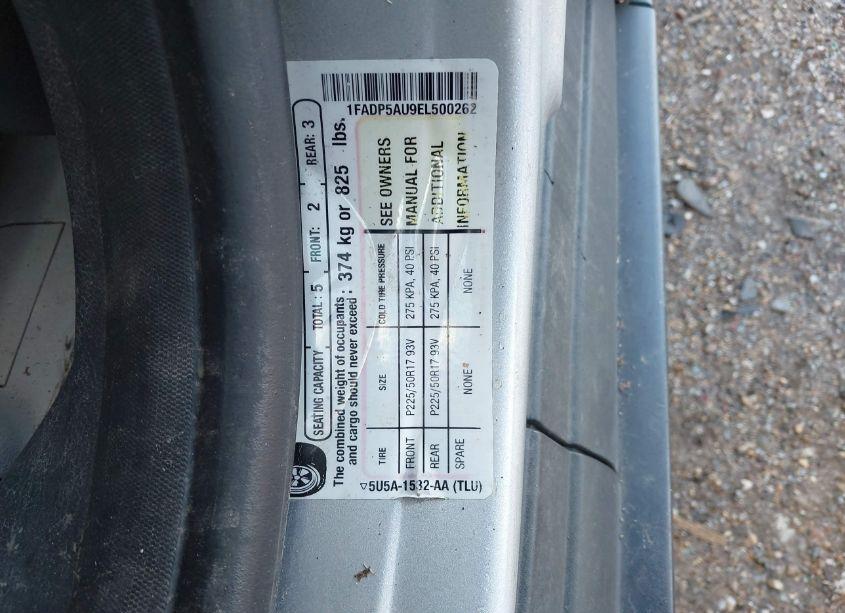 1FADP5AU9EL500262
SEATING CAPACITY TOTAL: 5 FRONT: 2 REAR: 3
The combined weight of occupants : 374 kg or 825 lbs.
and cargo should never exceed :
TIRE SIZE COLD TIRE PRESSURE SEE OWNERS
FRONT P225/50R17 93V 275 KPA, 40 PSI MANUAL FOR
REAR P225/50R17 93V 275 KPA, 40 PSI ADDITIONAL
SPARE NONE NONE INFORMATION
5U5A-1532-AA (TLU)